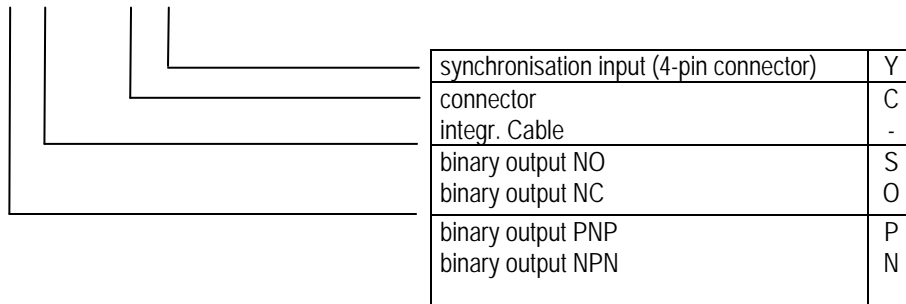 synchronisation input (4-pin connector) Y
connector C
integr. Cable -
binary output NO S
binary output NC O
binary output PNP P
binary output NPN N